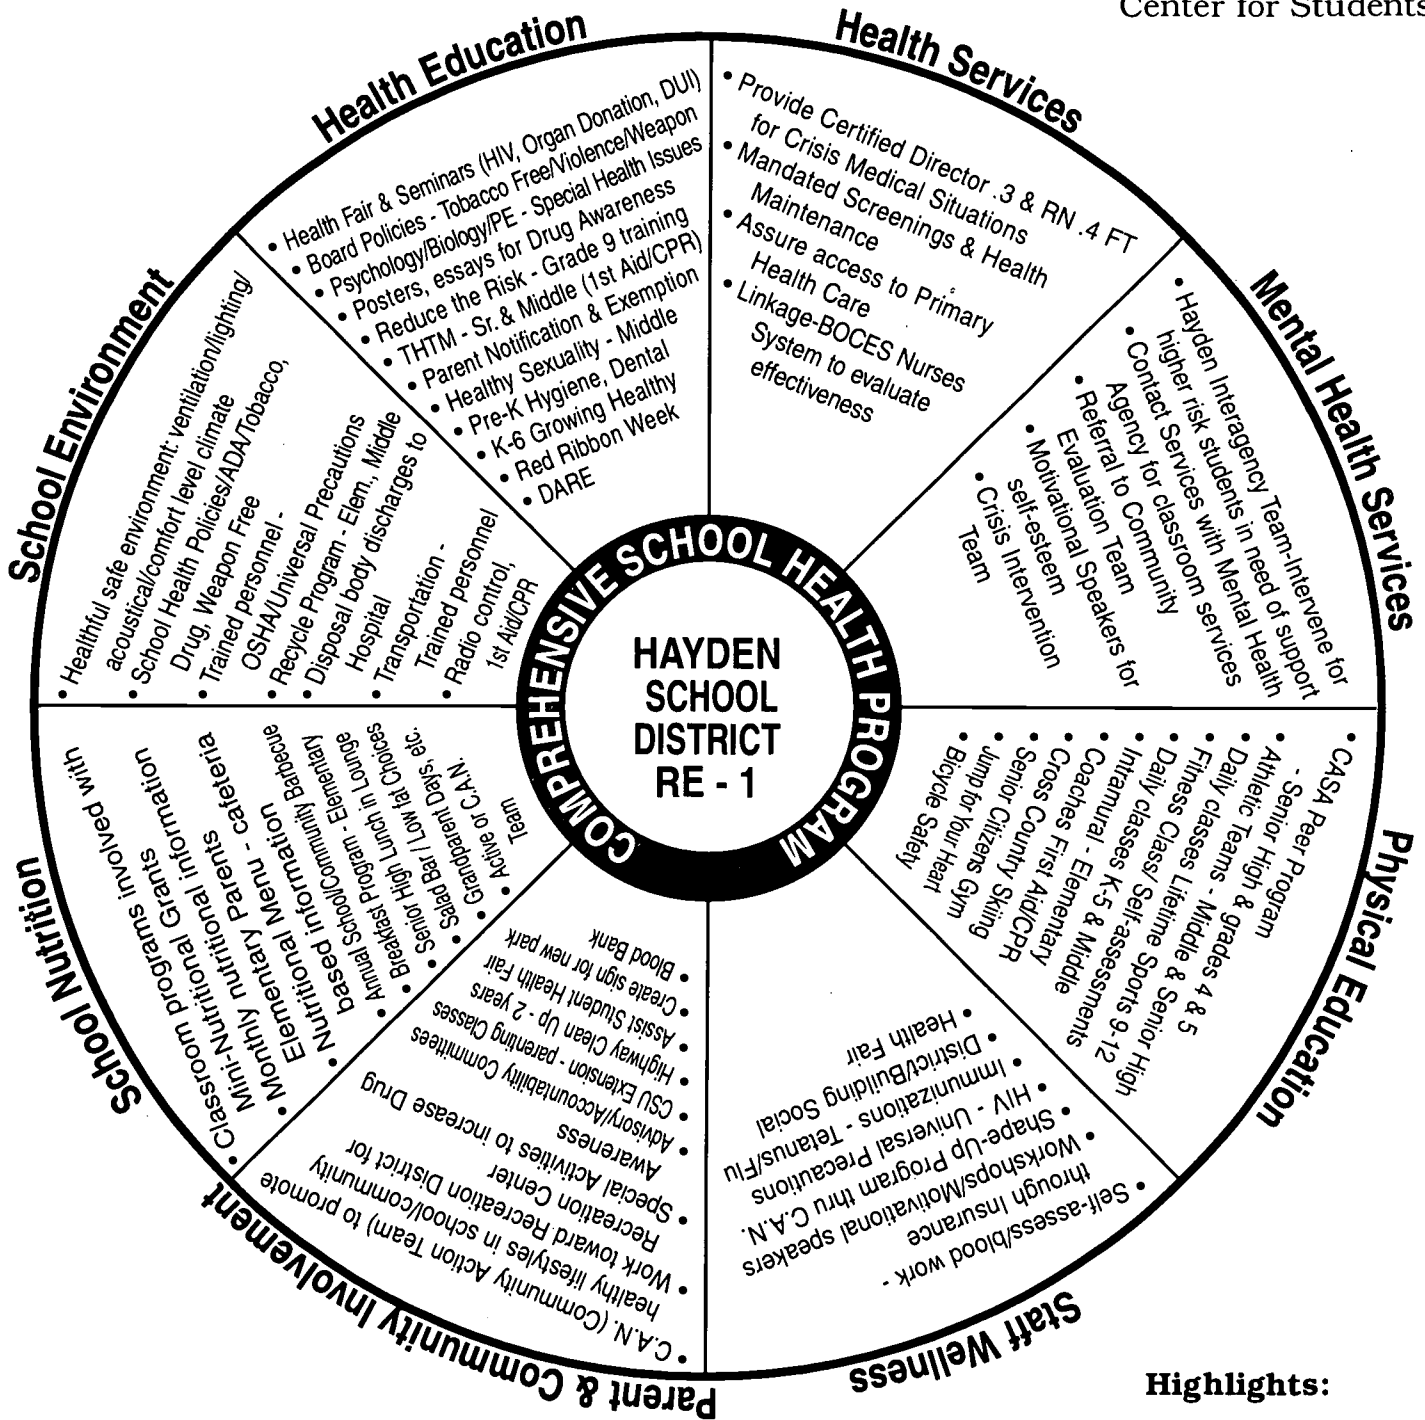 Center for Students
Health Services
• Provide Certified Director .3 & RN .4 FT
for Crisis Medical Situations
• Mandated Screenings & Health
Maintenance
• Assure access to Primary
Health Care
• Linkage-BOCES Nurses
System to evaluate
effectiveness
Mental Health Services
• Hayden Interagency Team-Intervene for
higher risk students in need of support
• Contact Services with Mental Health
Agency for classroom services
• Referral to Community
Evaluation Team
• Motivational Speakers for
self-esteem
• Crisis Intervention
Team
Physical Education
• CASA Peer Program
- Senior High & grades 4 & 5
• Athletic Teams - Middle & Senior High
• Daily classes Lifetime Sports 9-12
• Fitness Class/ Self-assessments
• Daily classes K-5 & Middle
• Intramural - Elementary
• Coaches First Aid/CPR
• Cross Country Skiing
• Senior Citizens Gym
• Jump for Your Heart
• Bicycle Safety
Staff Wellness
• Self-assess/blood work -
through Insurance
• Workshops/Motivational speakers
• Shape-Up Program thru C.A.N.
• HIV - Universal Precautions
• Immunizations - Tetanus/Flu
• District/Building Social
• Health Fair
Parent & Community Involvement
• C.A.N. (Community Action Team) to promote
healthy lifestyles in school/community
• Work toward Recreation District for
Recreation Center
• Special Activities to increase Drug
Awareness
• Advisory/Accountability Committees
• CSU Extension - parenting Classes
• Highway Clean Up - 2 years
• Assist Student Health Fair
• Create sign for new park
• Blood Bank
School Nutrition
• Classroom programs involved with
Mini-Nutritional Grants
• Monthly nutritional information
Elementary Parents
• Nutritional Menu - cafeteria
based information
• Annual School/Community Barbecue
• Breakfast Program - Elementary
• Senior High Lunch in Lounge
• Salad Bar / Low fat Choices
• Grandparent Days, etc.
• Active or C.A.N.
Team
School Environment
• Healthful safe environment: ventilation/lighting/
acoustical/comfort level climate
• School Health Policies/ADA/Tobacco,
Drug, Weapon Free
• Trained personnel -
OSHA/Universal Precautions
• Recycle Program - Elem., Middle
• Disposal body discharges to
Hospital
• Transportation -
Trained personnel
• Radio control,
1st Aid/CPR
Health Education
• Health Fair & Seminars (HIV, Organ Donation, DUI)
• Board Policies - Tobacco Free/Violence/Weapon
• Psychology/Biology/PE - Special Health Issues
• Posters, essays for Drug Awareness
• Reduce the Risk - Grade 9 training
• THTM - Sr. & Middle (1st Aid/CPR)
• Parent Notification & Exemption
• Healthy Sexuality - Middle
• Pre-K Hygiene, Dental
• K-6 Growing Healthy
• Red Ribbon Week
• DARE
COMPREHENSIVE SCHOOL HEALTH PROGRAM
HAYDEN
SCHOOL
DISTRICT
RE - 1
Highlights: